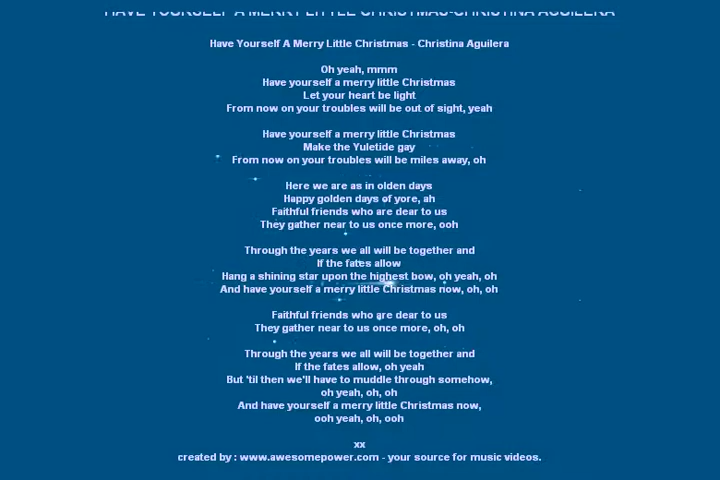 HAVE YOURSELF A MERRY LITTLE CHRISTMAS-CHRISTINA AGUILERA
Have Yourself A Merry Little Christmas - Christina Aguilera
Oh yeah, mmm
Have yourself a merry little Christmas
Let your heart be light
From now on your troubles will be out of sight, yeah
Have yourself a merry little Christmas
Make the Yuletide gay
From now on your troubles will be miles away, oh
Here we are as in olden days
Happy golden days of yore, ah
Faithful friends who are dear to us
They gather near to us once more, ooh
Through the years we all will be together and
If the fates allow
Hang a shining star upon the highest bow, oh yeah, oh
And have yourself a merry little Christmas now, oh, oh
Faithful friends who are dear to us
They gather near to us once more, oh, oh
Through the years we all will be together and
If the fates allow, oh yeah
But 'til then we'll have to muddle through somehow,
oh yeah, oh, oh
And have yourself a merry little Christmas now,
ooh yeah, oh, ooh
xx
created by : www.awesomepower.com - your source for music videos.